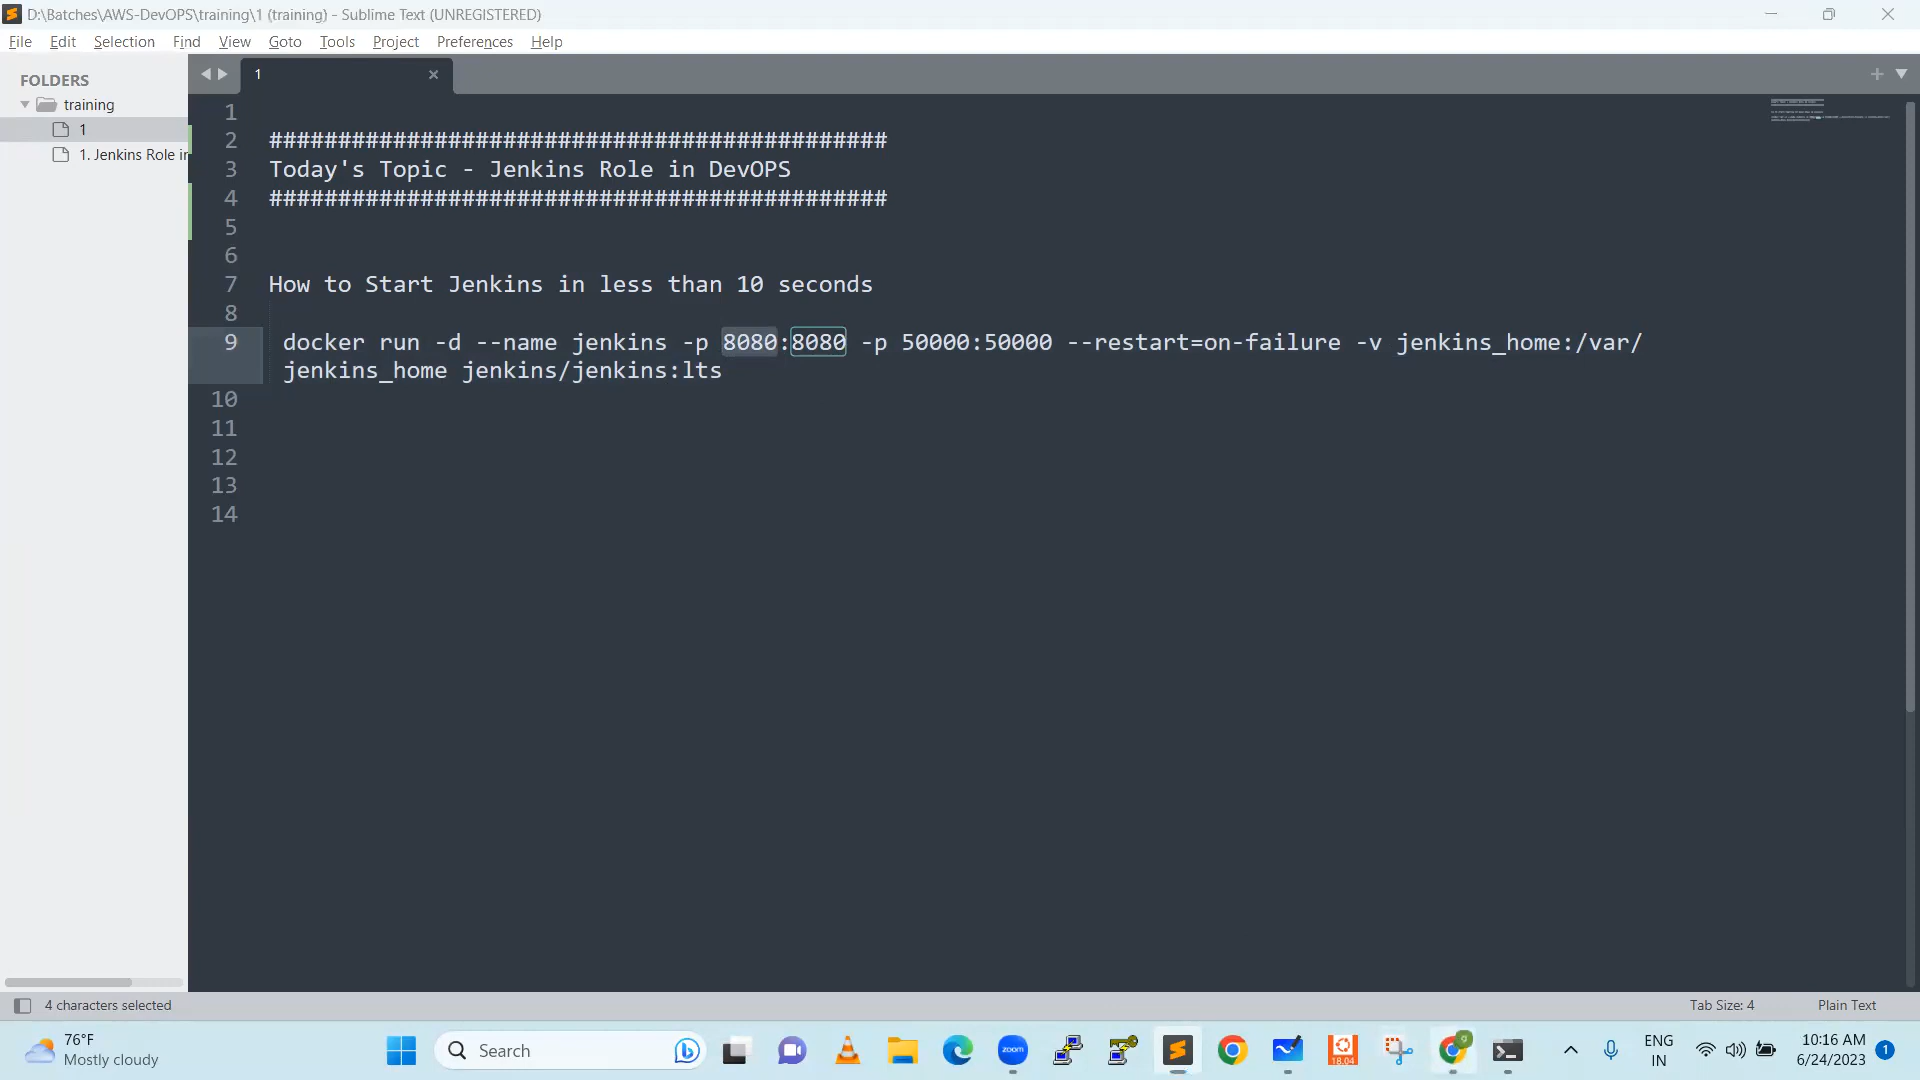 D:\Batches\AWS-DevOPS\training\1 (training) - Sublime Text (UNREGISTERED)
File Edit Selection Find View Goto Tools Project Preferences Help
FOLDERS
training
1
1. Jenkins Role in
1
1
2 #############################################
3 Today's Topic - Jenkins Role in DevOPS
4 #############################################
5
6
7 How to Start Jenkins in less than 10 seconds
8
9 docker run -d --name jenkins -p 8080:8080 -p 50000:50000 --restart=on-failure -v jenkins_home:/var/
jenkins_home jenkins/jenkins:lts
10
11
12
13
14
4 characters selected
Tab Size: 4
Plain Text
76°F
Mostly cloudy
Search
zoom
18.04
g
ENG
IN
10:16 AM
6/24/2023
1